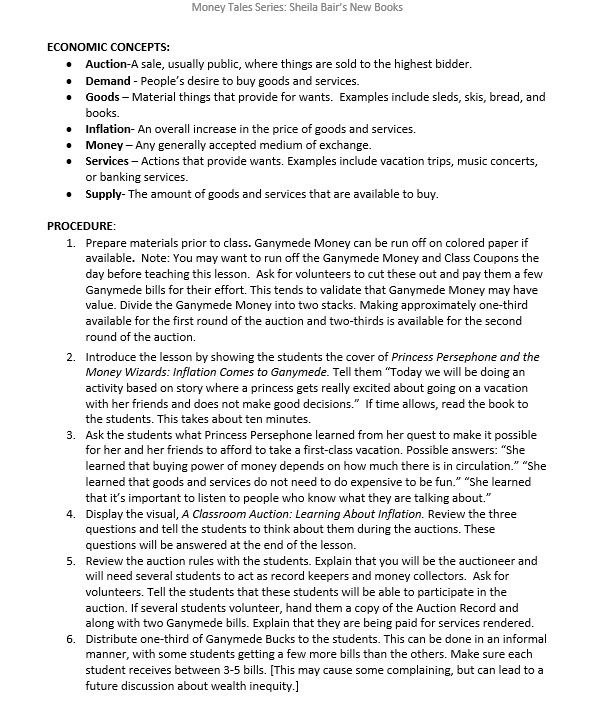 Money Tales Series: Sheila Bair's New Books
ECONOMIC CONCEPTS:
• Auction-A sale, usually public, where things are sold to the highest bidder.
• Demand - People's desire to buy goods and services.
• Goods – Material things that provide for wants.  Examples include sleds, skis, bread, and
books.
• Inflation- An overall increase in the price of goods and services.
• Money – Any generally accepted medium of exchange.
• Services – Actions that provide wants. Examples include vacation trips, music concerts,
or banking services.
• Supply- The amount of goods and services that are available to buy.
PROCEDURE:
1. Prepare materials prior to class. Ganymede Money can be run off on colored paper if
available.  Note: You may want to run off the Ganymede Money and Class Coupons the
day before teaching this lesson.  Ask for volunteers to cut these out and pay them a few
Ganymede bills for their effort. This tends to validate that Ganymede Money may have
value. Divide the Ganymede Money into two stacks. Making approximately one-third
available for the first round of the auction and two-thirds is available for the second
round of the auction.
2. Introduce the lesson by showing the students the cover of Princess Persephone and the
Money Wizards: Inflation Comes to Ganymede. Tell them “Today we will be doing an
activity based on story where a princess gets really excited about going on a vacation
with her friends and does not make good decisions.”  If time allows, read the book to
the students. This takes about ten minutes.
3. Ask the students what Princess Persephone learned from her quest to make it possible
for her and her friends to afford to take a first-class vacation. Possible answers: “She
learned that buying power of money depends on how much there is in circulation.” “She
learned that goods and services do not need to do expensive to be fun.” “She learned
that it’s important to listen to people who know what they are talking about.”
4. Display the visual, A Classroom Auction: Learning About Inflation. Review the three
questions and tell the students to think about them during the auctions. These
questions will be answered at the end of the lesson.
5. Review the auction rules with the students. Explain that you will be the auctioneer and
will need several students to act as record keepers and money collectors.  Ask for
volunteers. Tell the students that these students will be able to participate in the
auction. If several students volunteer, hand them a copy of the Auction Record and
along with two Ganymede bills. Explain that they are being paid for services rendered.
6. Distribute one-third of Ganymede Bucks to the students. This can be done in an informal
manner, with some students getting a few more bills than the others. Make sure each
student receives between 3-5 bills. [This may cause some complaining, but can lead to a
future discussion about wealth inequity.]